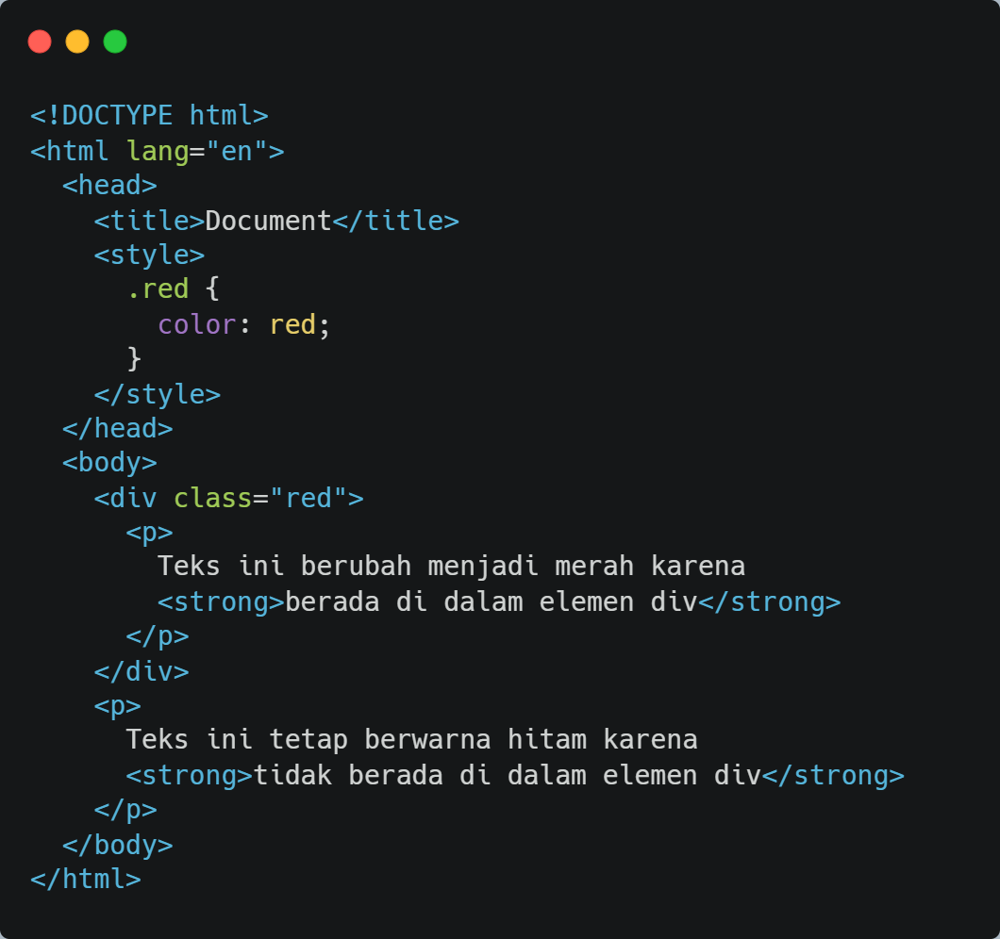 <!DOCTYPE html>
<html lang="en">
  <head>
    <title>Document</title>
    <style>
      .red {
        color: red;
      }
    </style>
  </head>
  <body>
    <div class="red">
      <p>
        Teks ini berubah menjadi merah karena
        <strong>berada di dalam elemen div</strong>
      </p>
    </div>
    <p>
      Teks ini tetap berwarna hitam karena
      <strong>tidak berada di dalam elemen div</strong>
    </p>
  </body>
</html>